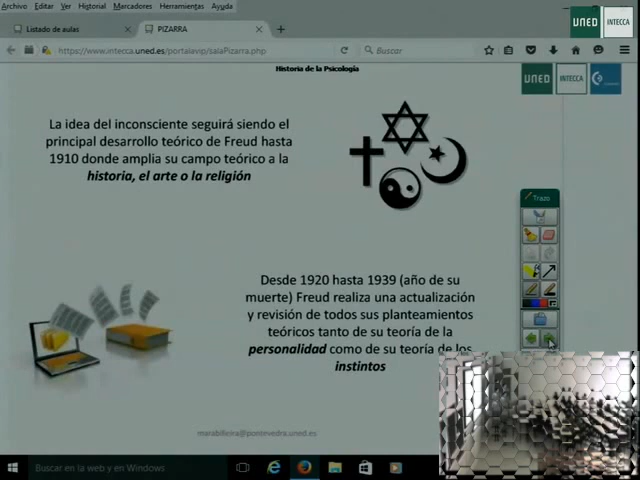 Archivo Editar Ver Historial Marcadores Herramientas Ayuda
Listado de aulas
PIZARRA
https://www.intecca.uned.es/portalavip/salaPizarra.php
Buscar
UNED INTECCA
Historia de la Psicología
UNED INTECCA
La idea del inconsciente seguirá siendo el
principal desarrollo teórico de Freud hasta
1910 donde amplia su campo teórico a la
historia, el arte o la religión
Trazo
Desde 1920 hasta 1939 (año de su
muerte) Freud realiza una actualización
y revisión de todos sus planteamientos
teóricos tanto de su teoría de la
personalidad como de su teoría de los
instintos
marabilleira@pontevedra.uned.es
Buscar en la web y en Windows